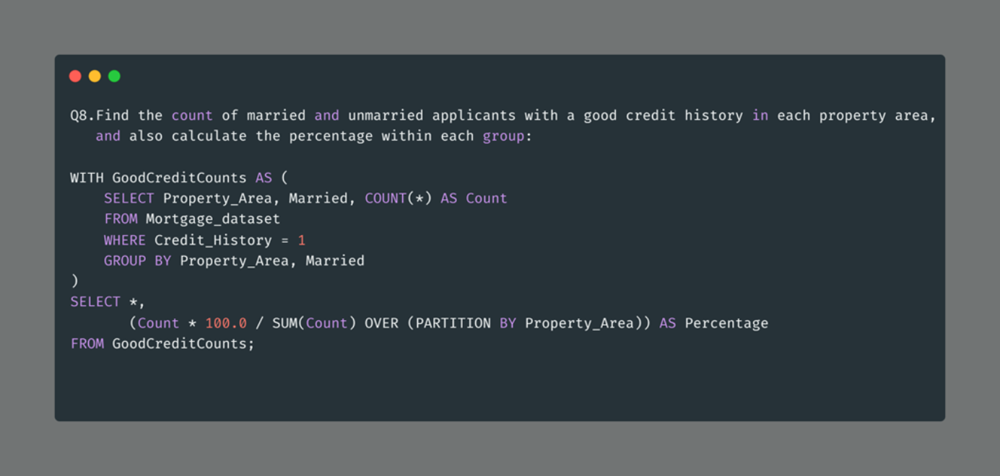 Q8.Find the count of married and unmarried applicants with a good credit history in each property area,
and also calculate the percentage within each group:
WITH GoodCreditCounts AS (
SELECT Property_Area, Married, COUNT(*) AS Count
FROM Mortgage_dataset
WHERE Credit_History = 1
GROUP BY Property_Area, Married
)
SELECT *,
(Count * 100.0 / SUM(Count) OVER (PARTITION BY Property_Area)) AS Percentage
FROM GoodCreditCounts;